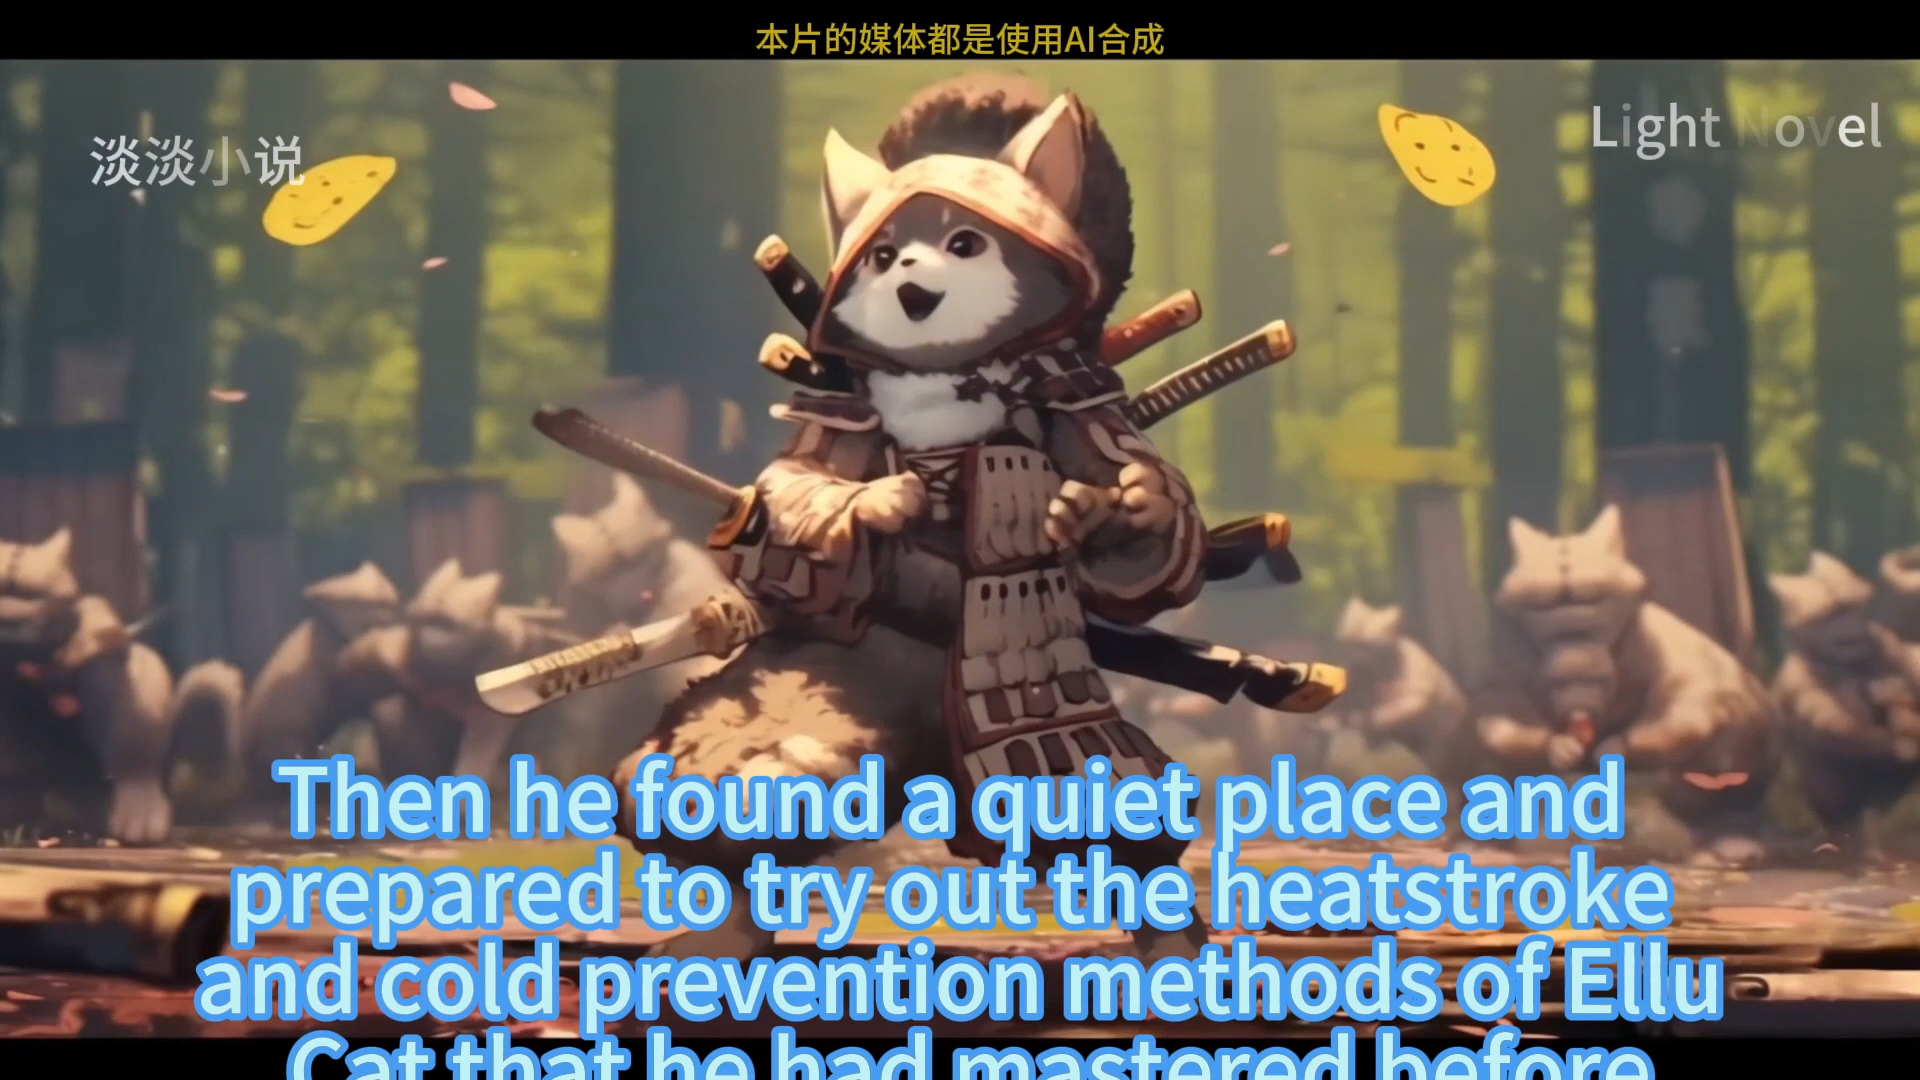 本片的媒体都是使用AI合成
淡淡小说
Light Novel
Then he found a quiet place and
prepared to try out the heatstroke
and cold prevention methods of Ellu
Cat that he had mastered before